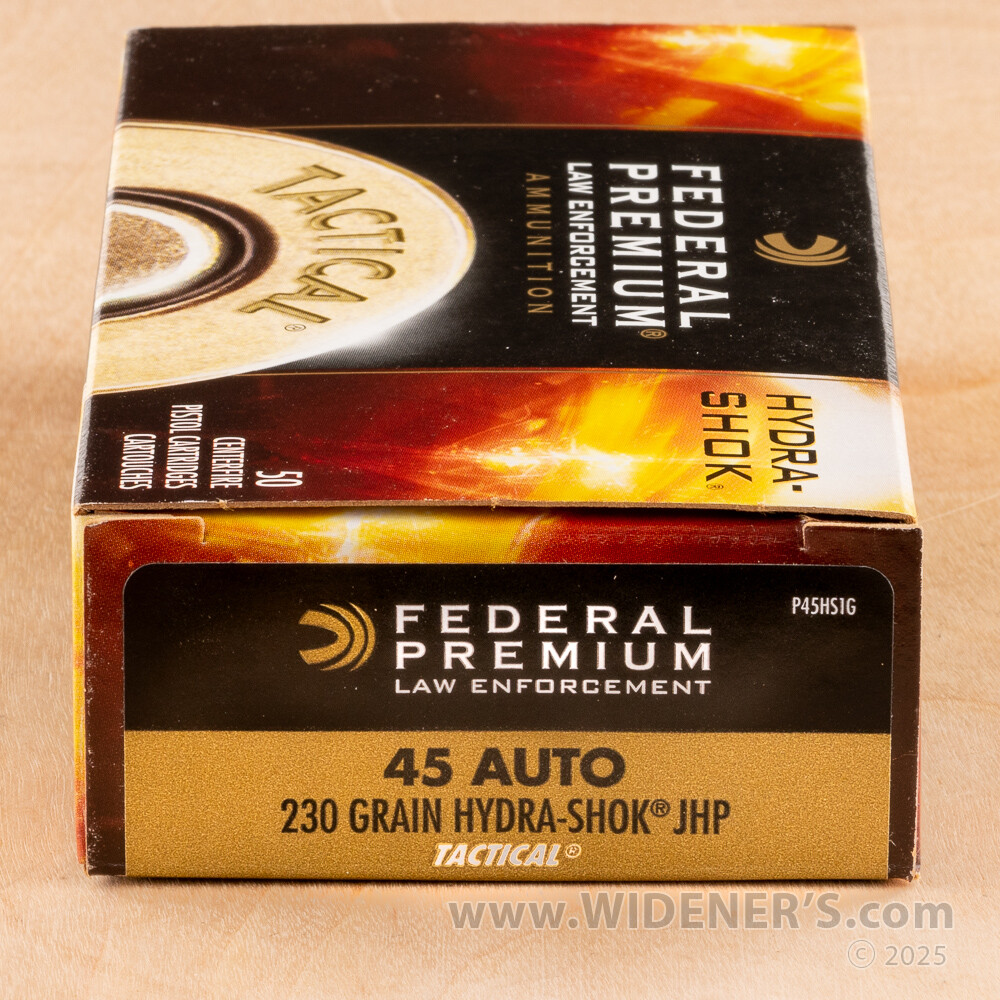 FEDERAL
PREMIUM®
LAW ENFORCEMENT
AMMUNITION
TACTICAL®
HYDRA-
SHOK®
50
CENTERFIRE
PISTOL CARTRIDGES
CARTOUCHES
P45HS1G
FEDERAL
PREMIUM
LAW ENFORCEMENT
45 AUTO
230 GRAIN HYDRA-SHOK® JHP
TACTICAL®
www.WIDENER'S.com
© 2025